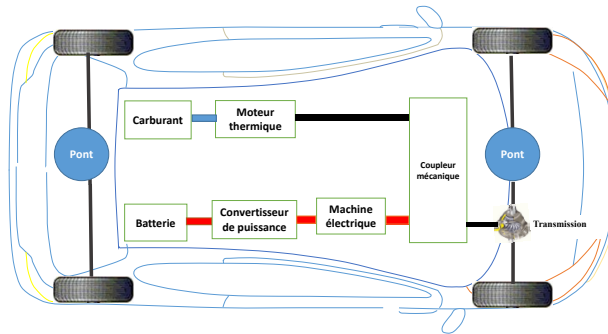 Carburant
Moteur
thermique
Pont
Coupleur
mécanique
Pont
Batterie
Convertisseur
de puissance
Machine
électrique
Transmission